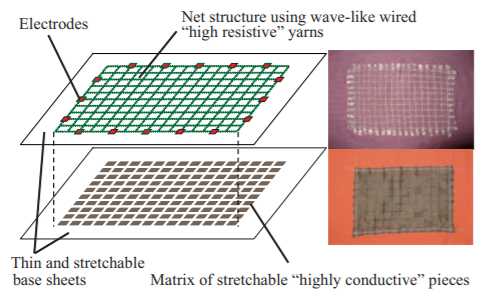 Electrodes
Net structure using wave-like wired
“high resistive” yarns
Thin and stretchable
base sheets
Matrix of stretchable “highly conductive” pieces